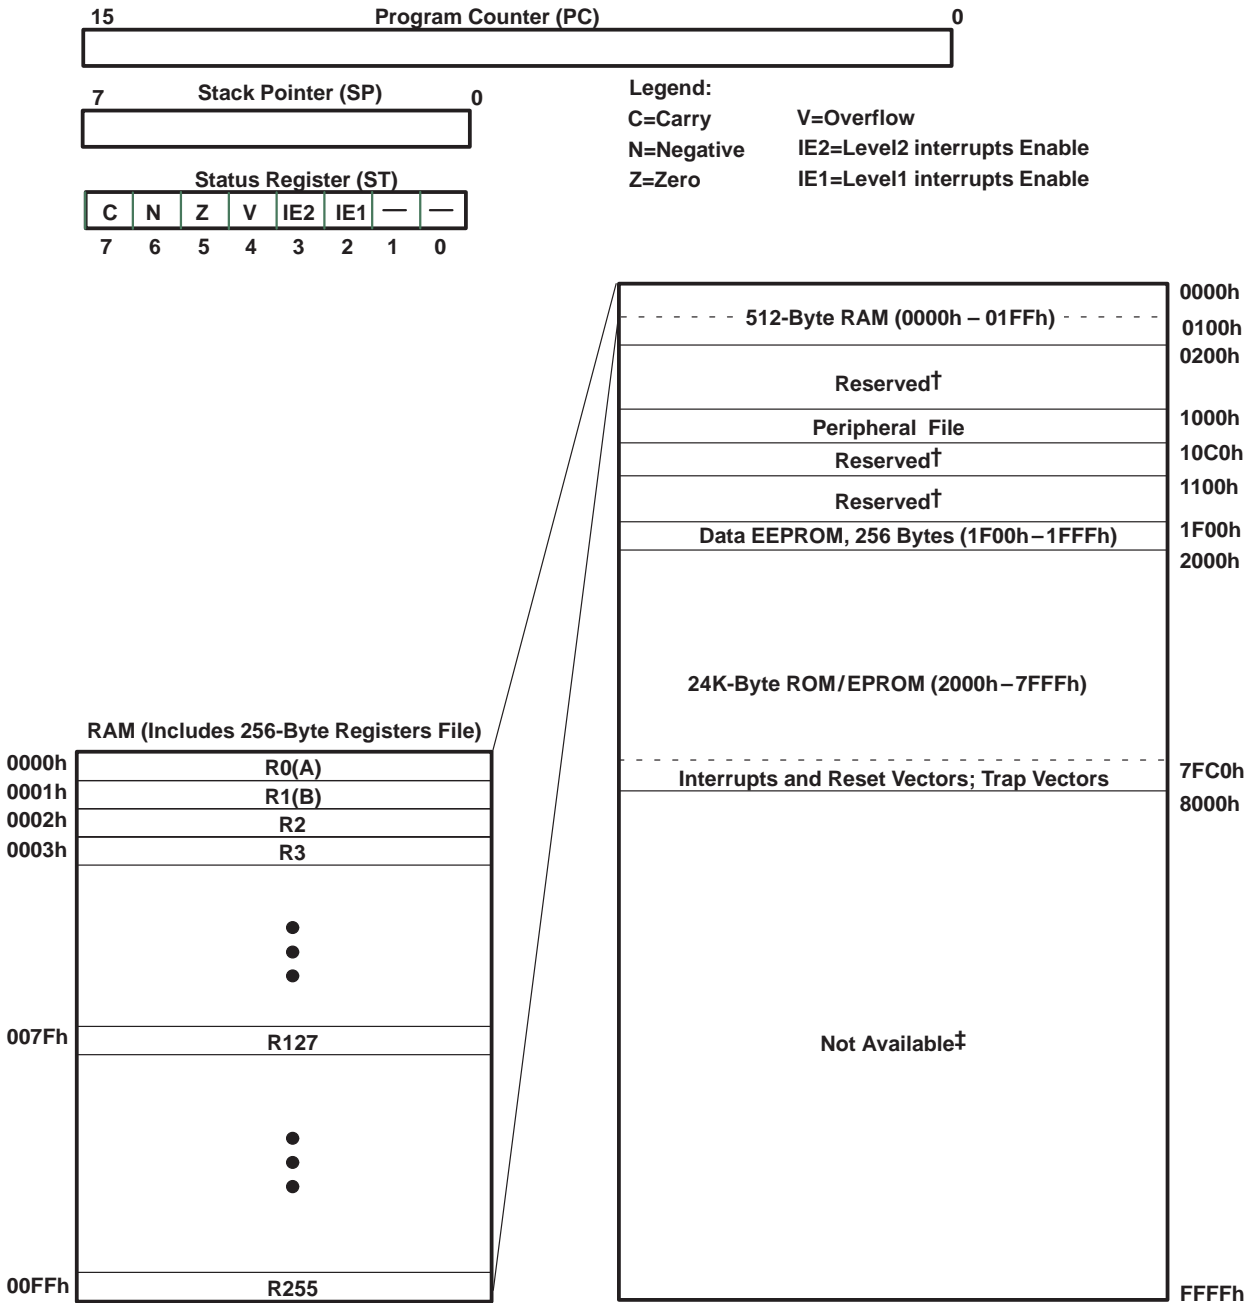 15 Program Counter (PC) 0
7 Stack Pointer (SP) 0
Legend:
C=Carry V=Overflow
N=Negative IE2=Level2 interrupts Enable
Z=Zero IE1=Level1 interrupts Enable
Status Register (ST)
C N Z V IE2 IE1 — —
7 6 5 4 3 2 1 0
0000h
512-Byte RAM (0000h – 01FFh)
0100h
0200h
Reserved†
1000h
Peripheral File
10C0h
Reserved†
1100h
Reserved†
1F00h
Data EEPROM, 256 Bytes (1F00h–1FFFh)
2000h
24K-Byte ROM/EPROM (2000h–7FFFh)
7FC0h
Interrupts and Reset Vectors; Trap Vectors
8000h
Not Available‡
FFFFh
RAM (Includes 256-Byte Registers File)
0000h R0(A)
0001h R1(B)
0002h R2
0003h R3
007Fh R127
00FFh R255